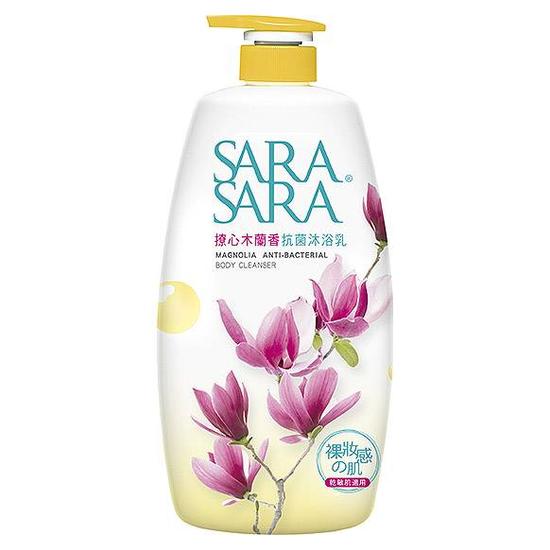 SARA
SARA®
撩心木蘭香抗菌沐浴乳
MAGNOLIA ANTI-BACTERIAL
BODY CLEANSER
裸妝感
の肌
乾敏肌適用